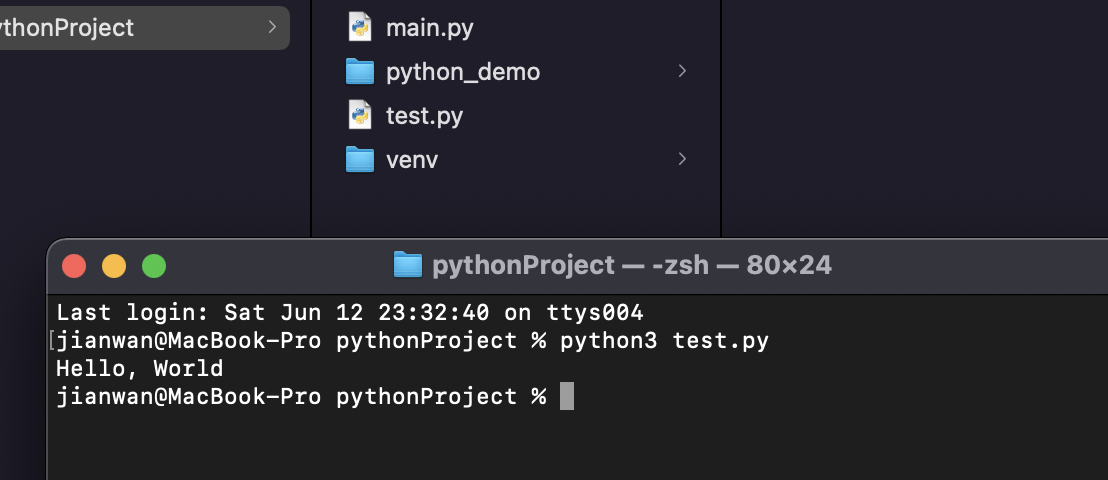 thonProject
main.py
python_demo
test.py
venv
pythonProject — -zsh — 80×24
Last login: Sat Jun 12 23:32:40 on ttys004
[jianwan@MacBook-Pro pythonProject % python3 test.py
Hello, World
jianwan@MacBook-Pro pythonProject %